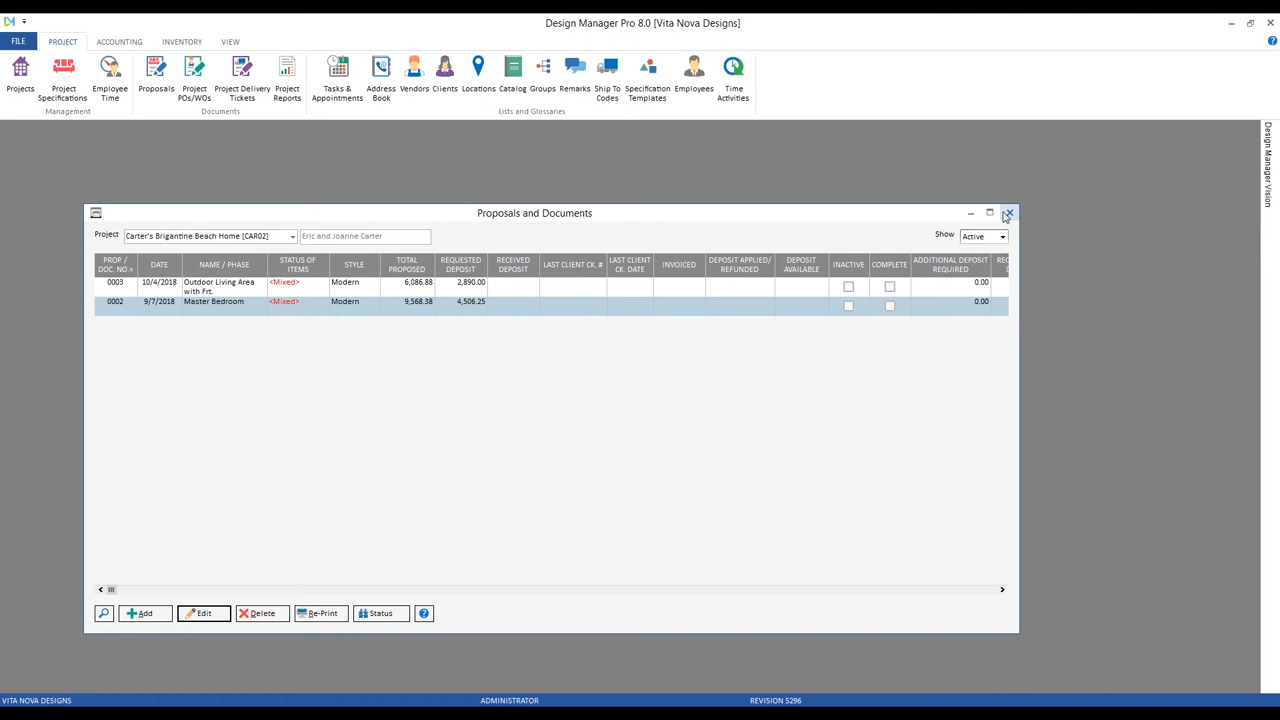 Design Manager Pro 8.0 [Vita Nova Designs]
FILE PROJECT ACCOUNTING INVENTORY VIEW
Projects
Project Specifications
Employee Time
Proposals
Project POs/WOs
Project Delivery Tickets
Project Reports
Tasks & Appointments
Address Book
Vendors
Clients
Locations
Catalog
Groups
Remarks
Ship To Codes
Specification Templates
Employees
Time Activities
Management Documents Lists and Glossaries
Design Manager Vision
Proposals and Documents
Project Carter's Brigantine Beach Home [CAR02] Eric and Joanne Carter Show Active
PROP / DOC. NO. DATE NAME / PHASE STATUS OF ITEMS STYLE TOTAL PROPOSED REQUESTED DEPOSIT RECEIVED DEPOSIT LAST CLIENT CK. # LAST CLIENT CK. DATE INVOICED DEPOSIT APPLIED/ REFUNDED DEPOSIT AVAILABLE INACTIVE COMPLETE ADDITIONAL DEPOSIT REQUIRED REC
0003 10/4/2018 Outdoor Living Area with Frt. <Mixed> Modern 6,086.88 2,890.00 0.00
0002 9/7/2018 Master Bedroom <Mixed> Modern 9,568.38 4,506.25 0.00
Add Edit Delete Re-Print Status
VITA NOVA DESIGNS ADMINISTRATOR REVISION 5296